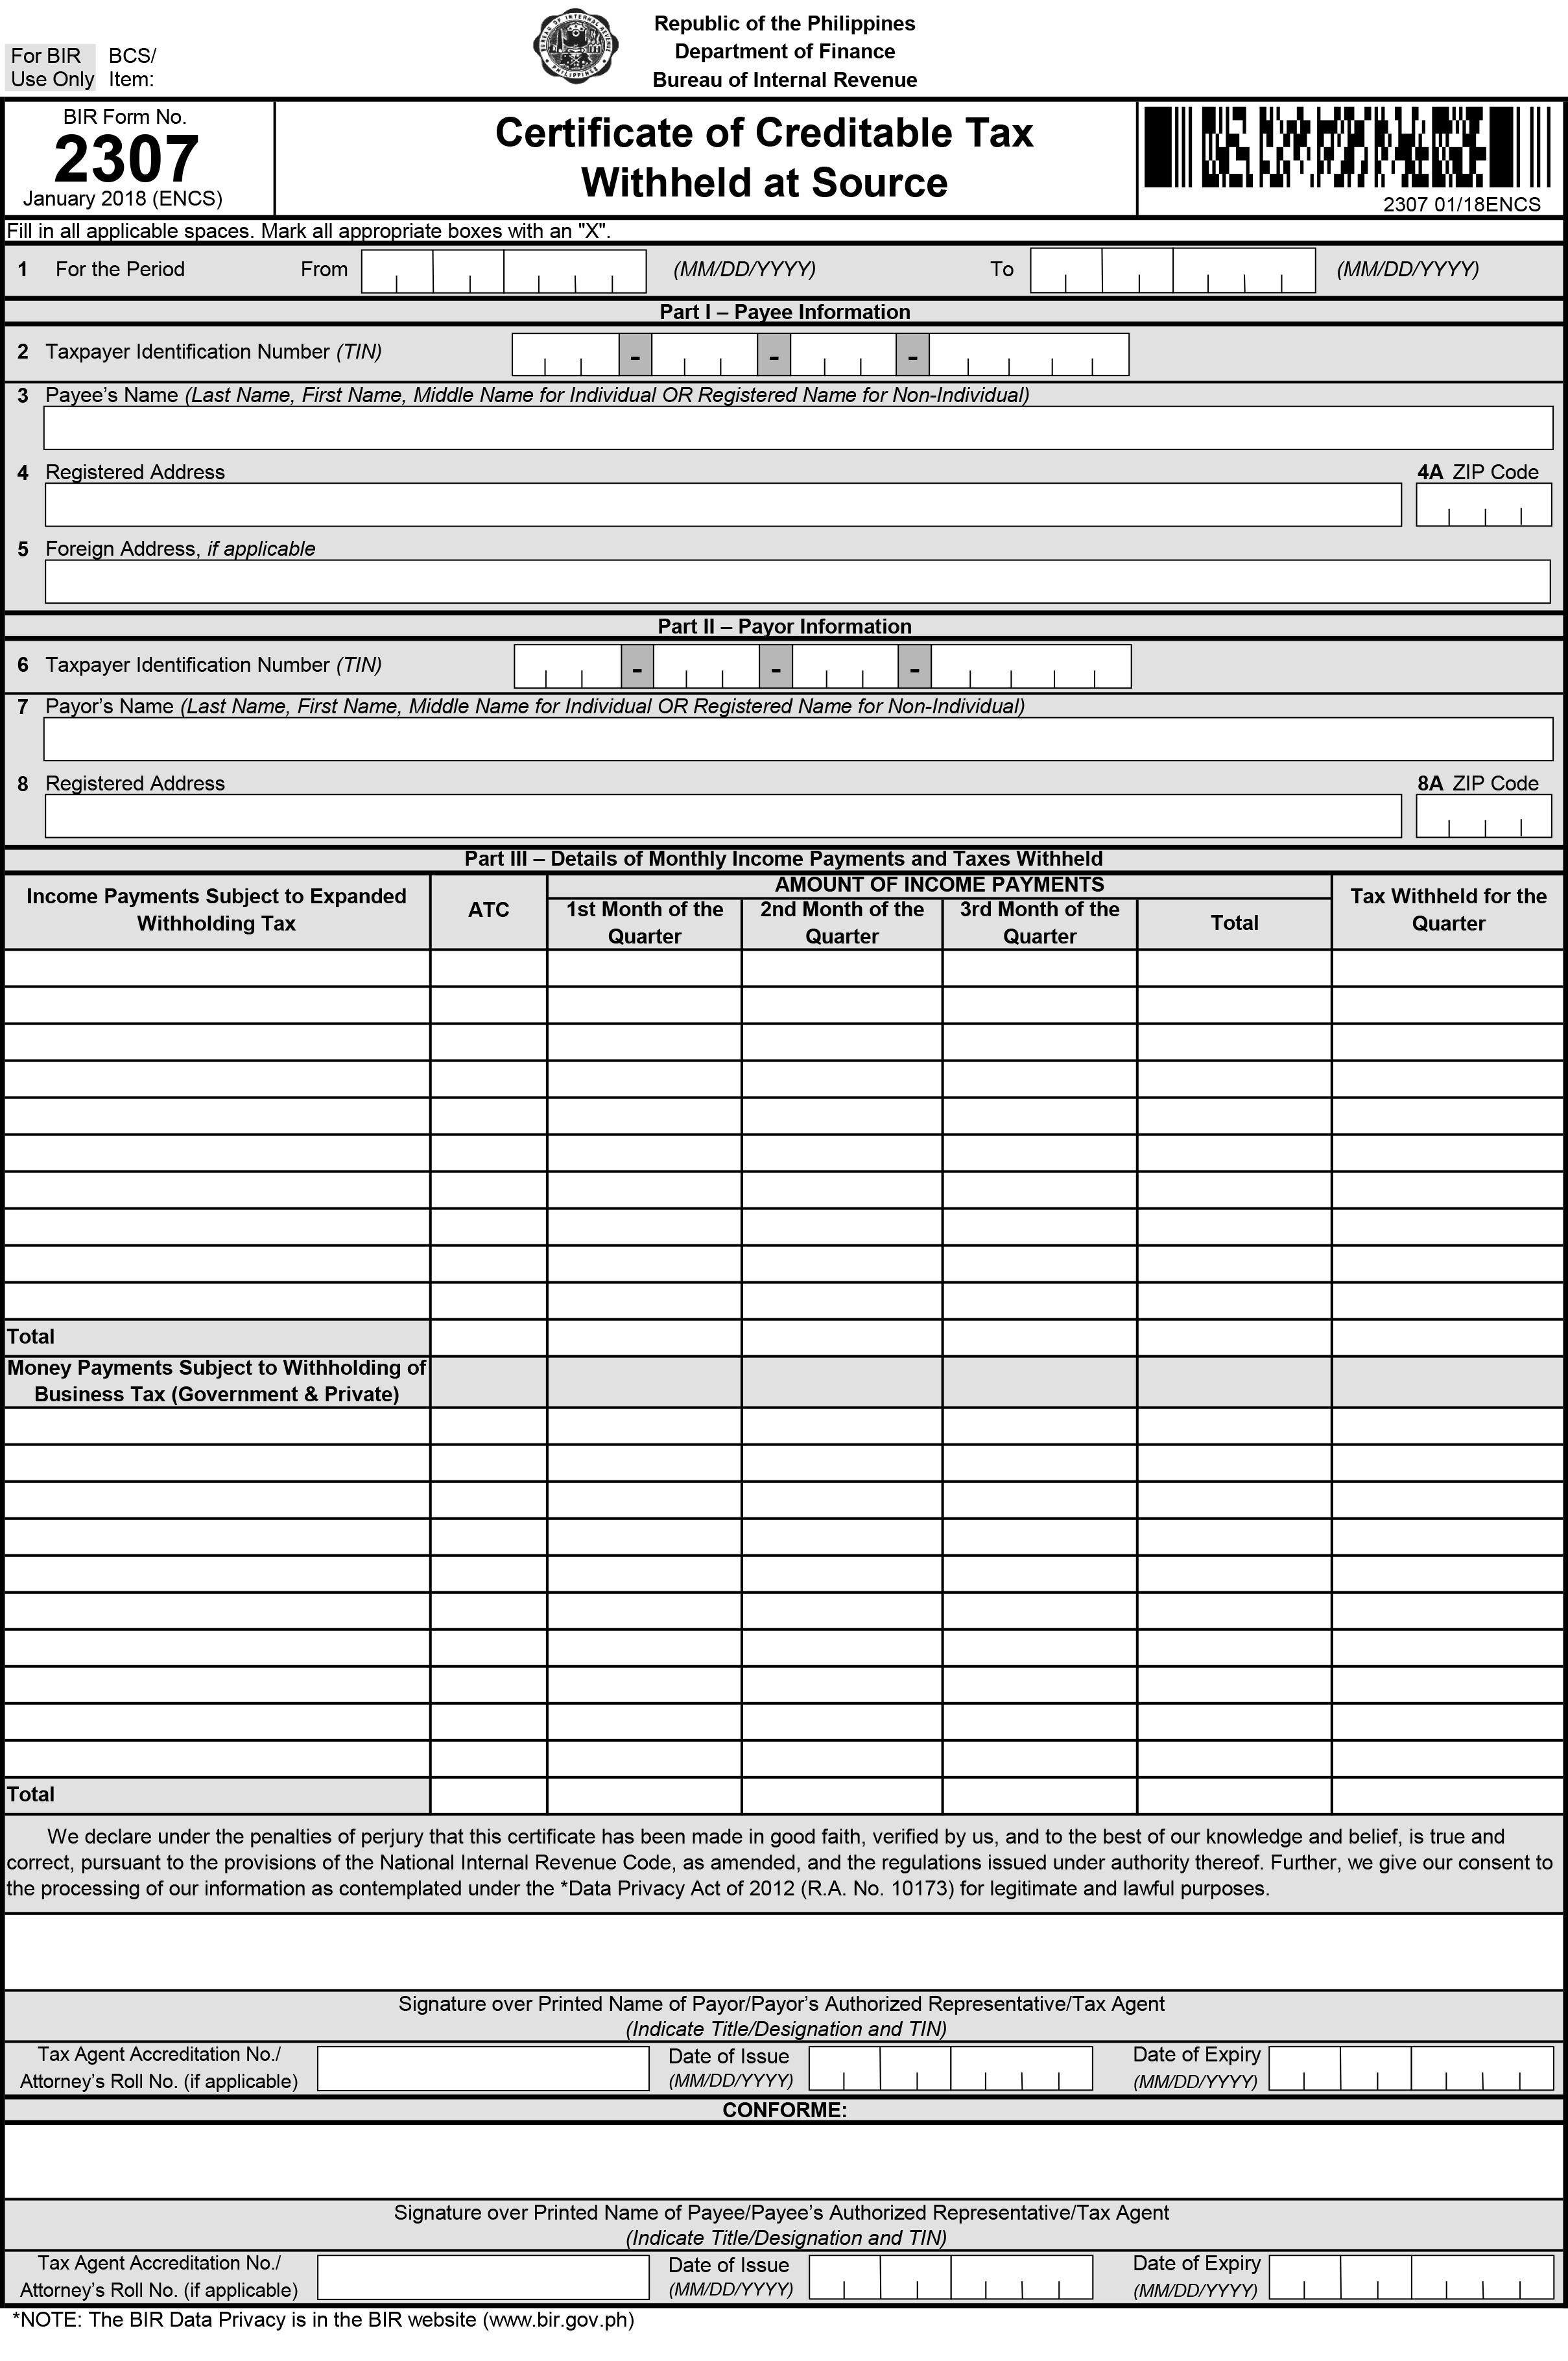 For BIR BCS/
Use Only Item:
BUREAU OF INTERNAL REVENUE
PHILIPPINES
Republic of the Philippines
Department of Finance
Bureau of Internal Revenue
BIR Form No.
2307
January 2018 (ENCS)
Certificate of Creditable Tax
Withheld at Source
2307 01/18ENCS
Fill in all applicable spaces. Mark all appropriate boxes with an "X".
1 For the Period From (MM/DD/YYYY) To (MM/DD/YYYY)
Part I – Payee Information
2 Taxpayer Identification Number (TIN) - - -
3 Payee’s Name (Last Name, First Name, Middle Name for Individual OR Registered Name for Non-Individual)
4 Registered Address 4A ZIP Code
5 Foreign Address, if applicable
Part II – Payor Information
6 Taxpayer Identification Number (TIN) - - -
7 Payor’s Name (Last Name, First Name, Middle Name for Individual OR Registered Name for Non-Individual)
8 Registered Address 8A ZIP Code
Part III – Details of Monthly Income Payments and Taxes Withheld
Income Payments Subject to Expanded
Withholding Tax
ATC
AMOUNT OF INCOME PAYMENTS
1st Month of the
Quarter
2nd Month of the
Quarter
3rd Month of the
Quarter
Total
Tax Withheld for the
Quarter
Total
Money Payments Subject to Withholding of
Business Tax (Government & Private)
Total
We declare under the penalties of perjury that this certificate has been made in good faith, verified by us, and to the best of our knowledge and belief, is true and
correct, pursuant to the provisions of the National Internal Revenue Code, as amended, and the regulations issued under authority thereof. Further, we give our consent to
the processing of our information as contemplated under the *Data Privacy Act of 2012 (R.A. No. 10173) for legitimate and lawful purposes.
Signature over Printed Name of Payor/Payor’s Authorized Representative/Tax Agent
(Indicate Title/Designation and TIN)
Tax Agent Accreditation No./
Attorney’s Roll No. (if applicable)
Date of Issue
(MM/DD/YYYY)
Date of Expiry
(MM/DD/YYYY)
CONFORME:
Signature over Printed Name of Payee/Payee’s Authorized Representative/Tax Agent
(Indicate Title/Designation and TIN)
Tax Agent Accreditation No./
Attorney’s Roll No. (if applicable)
Date of Issue
(MM/DD/YYYY)
Date of Expiry
(MM/DD/YYYY)
*NOTE: The BIR Data Privacy is in the BIR website (www.bir.gov.ph)